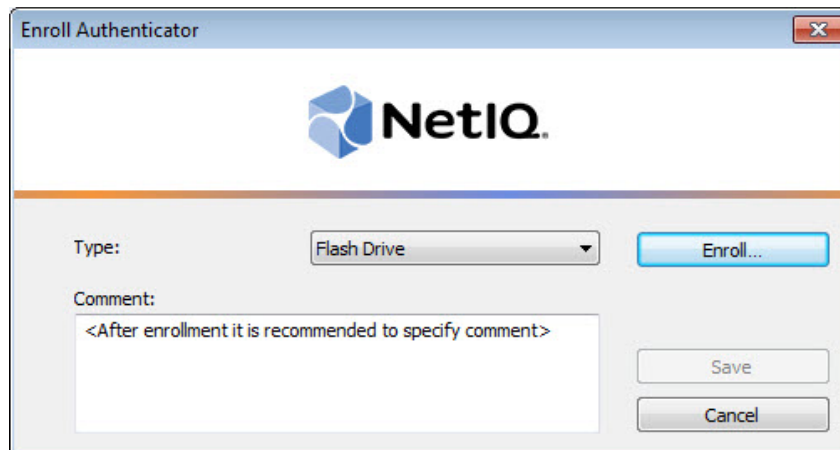 Enroll Authenticator
NetIQ®
Type:
Flash Drive
Enroll...
Comment:
<After enrollment it is recommended to specify comment>
Save
Cancel